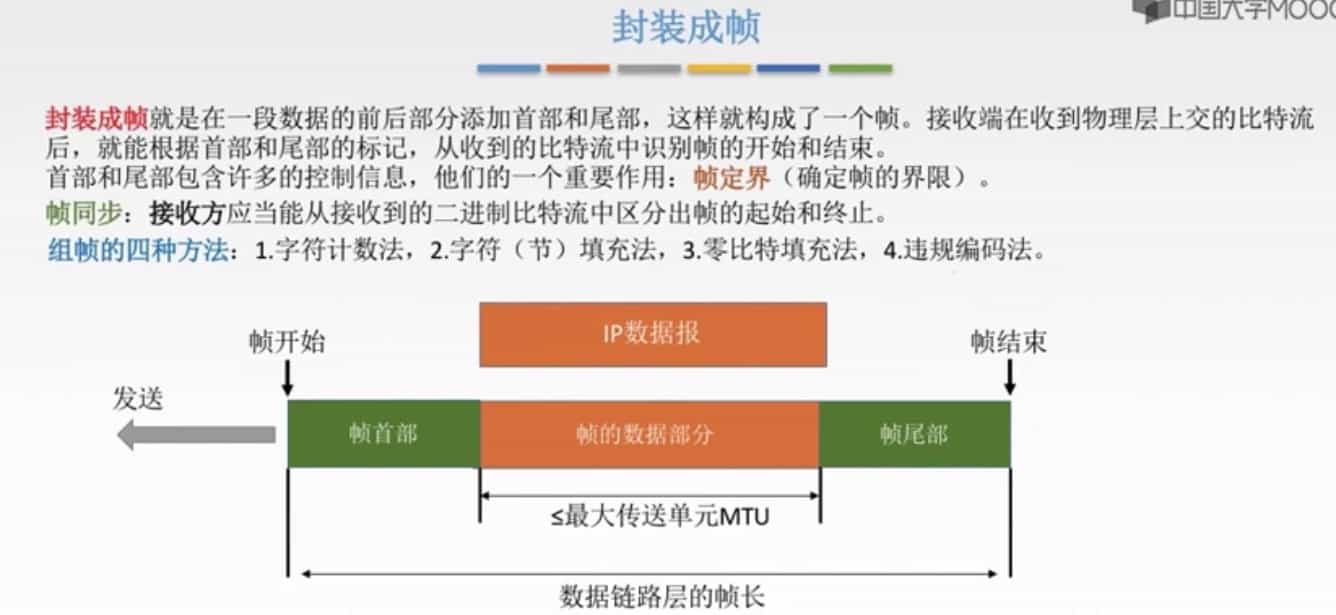 中国大学MOOC
封装成帧
封装成帧就是在一段数据的前后部分添加首部和尾部，这样就构成了一个帧。接收端在收到物理层上交的比特流
后，就能根据首部和尾部的标记，从收到的比特流中识别帧的开始和结束。
首部和尾部包含许多的控制信息，他们的一个重要作用：帧定界（确定帧的界限）。
帧同步：接收方应当能从接收到的二进制比特流中区分出帧的起始和终止。
组帧的四种方法：1.字符计数法，2.字符（节）填充法，3.零比特填充法，4.违规编码法。
IP数据报
帧开始
帧结束
发送
帧首部
帧的数据部分
帧尾部
≤最大传送单元MTU
数据链路层的帧长